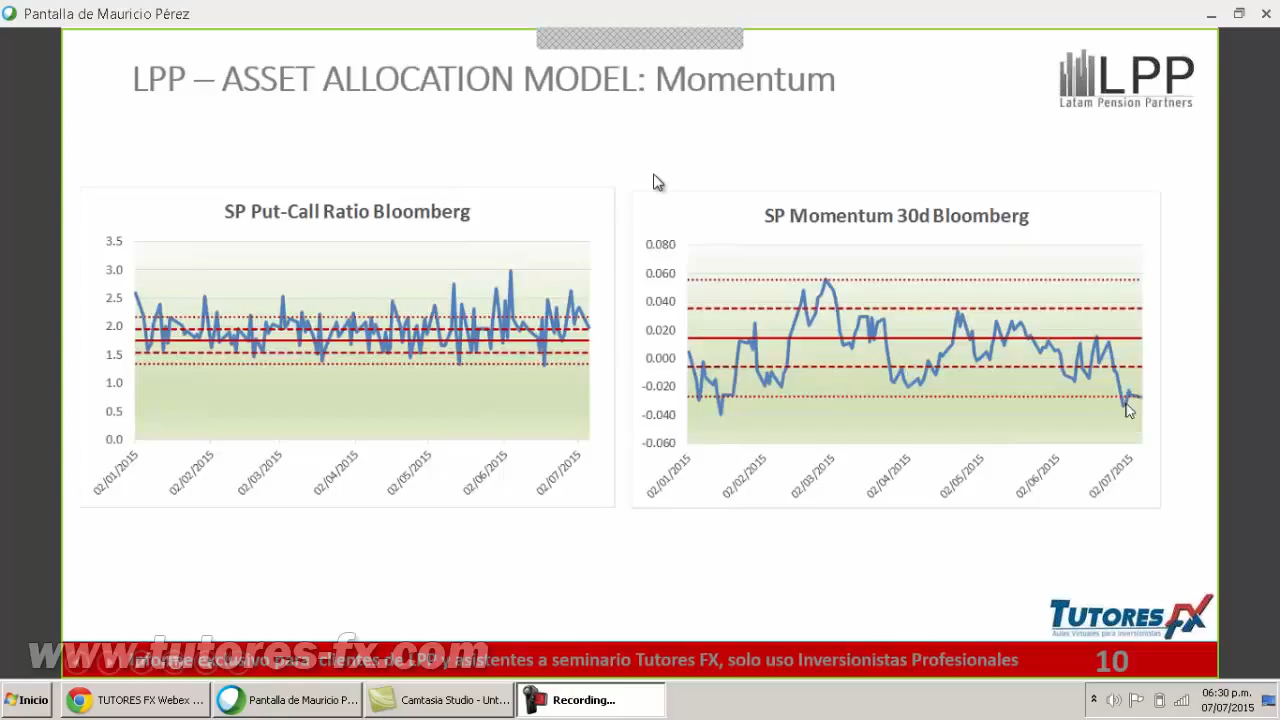 Pantalla de Mauricio Pérez
LPP – ASSET ALLOCATION MODEL: Momentum
LPP
Latam Pension Partners
SP Put-Call Ratio Bloomberg
3.5
3.0
2.5
2.0
1.5
1.0
0.5
0.0
02/01/2015
02/02/2015
02/03/2015
02/04/2015
02/05/2015
02/06/2015
02/07/2015
SP Momentum 30d Bloomberg
0.080
0.060
0.040
0.020
0.000
-0.020
-0.040
-0.060
02/01/2015
02/02/2015
02/03/2015
02/04/2015
02/05/2015
02/06/2015
02/07/2015
TUTORES FX
Aulas Virtuales para Inversionistas
www.tutores-fx.com
Informe exclusivo para clientes de LPP y asistentes a seminario Tutores FX, solo uso Inversionistas Profesionales
10
Inicio
TUTORES FX Webex ...
Pantalla de Mauricio P...
Camtasia Studio - Unt...
Recording...
06:30 p.m.
07/07/2015